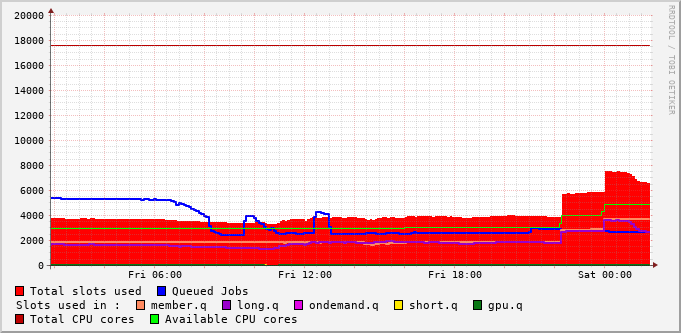 20000
18000
16000
14000
12000
10000
8000
6000
4000
2000
0
Fri 06:00 Fri 12:00 Fri 18:00 Sat 00:00
RRDTOOL / TOBI OETIKER
Total slots used Queued Jobs
Slots used in : member.q long.q ondemand.q short.q gpu.q
Total CPU cores Available CPU cores